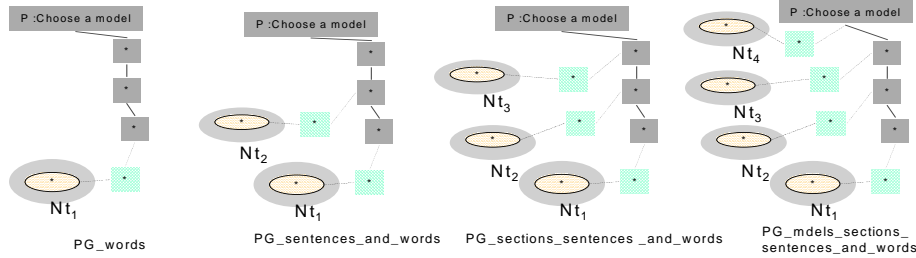 P :Choose a model
*
*
*
*
*
Nt1
PG_words
P :Choose a model
*
*
*
*
*
Nt2
*
*
Nt1
PG_sentences_and_words
P :Choose a model
*
*
*
Nt3
*
*
*
*
Nt2
*
*
Nt1
PG_sections_sentences _and_words
P :Choose a model
*
*
Nt4
*
*
*
Nt3
*
*
*
*
Nt2
*
*
Nt1
PG_mdels_sections_
sentences_and_words